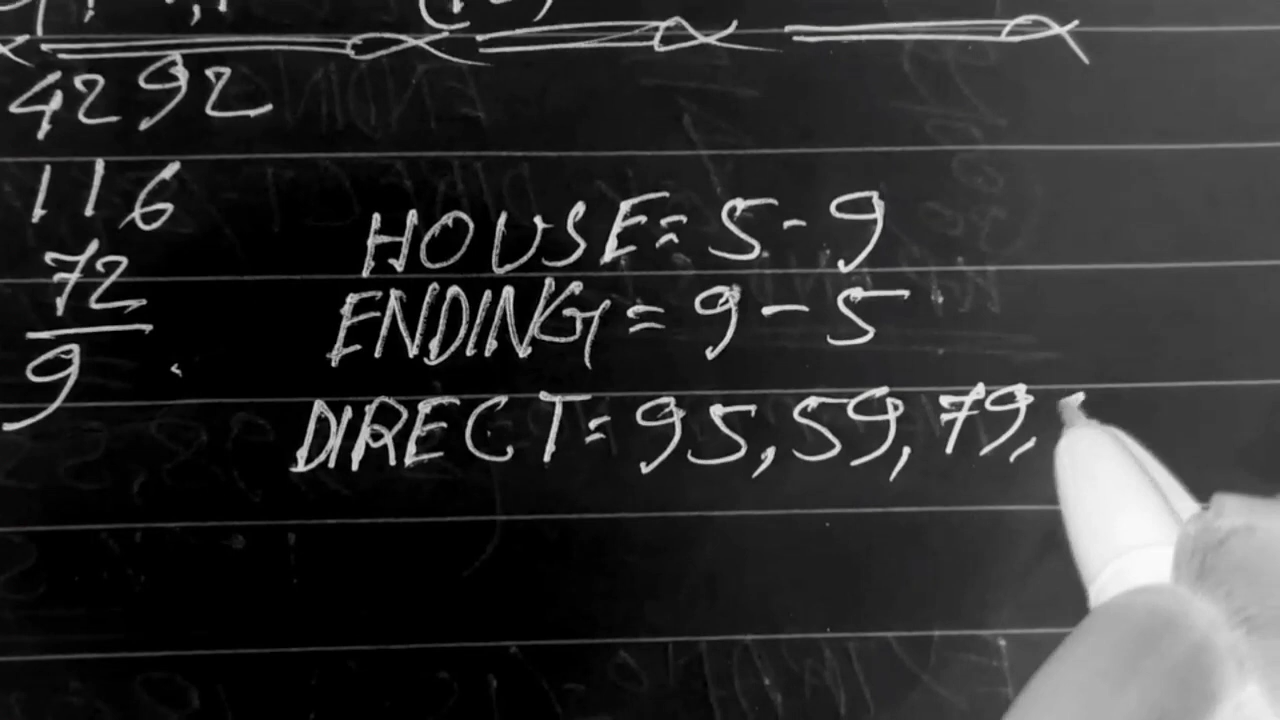 4292
116
72
9
HOUSE= 5-9
ENDING = 9-5
DIRECT= 95, 59, 79,